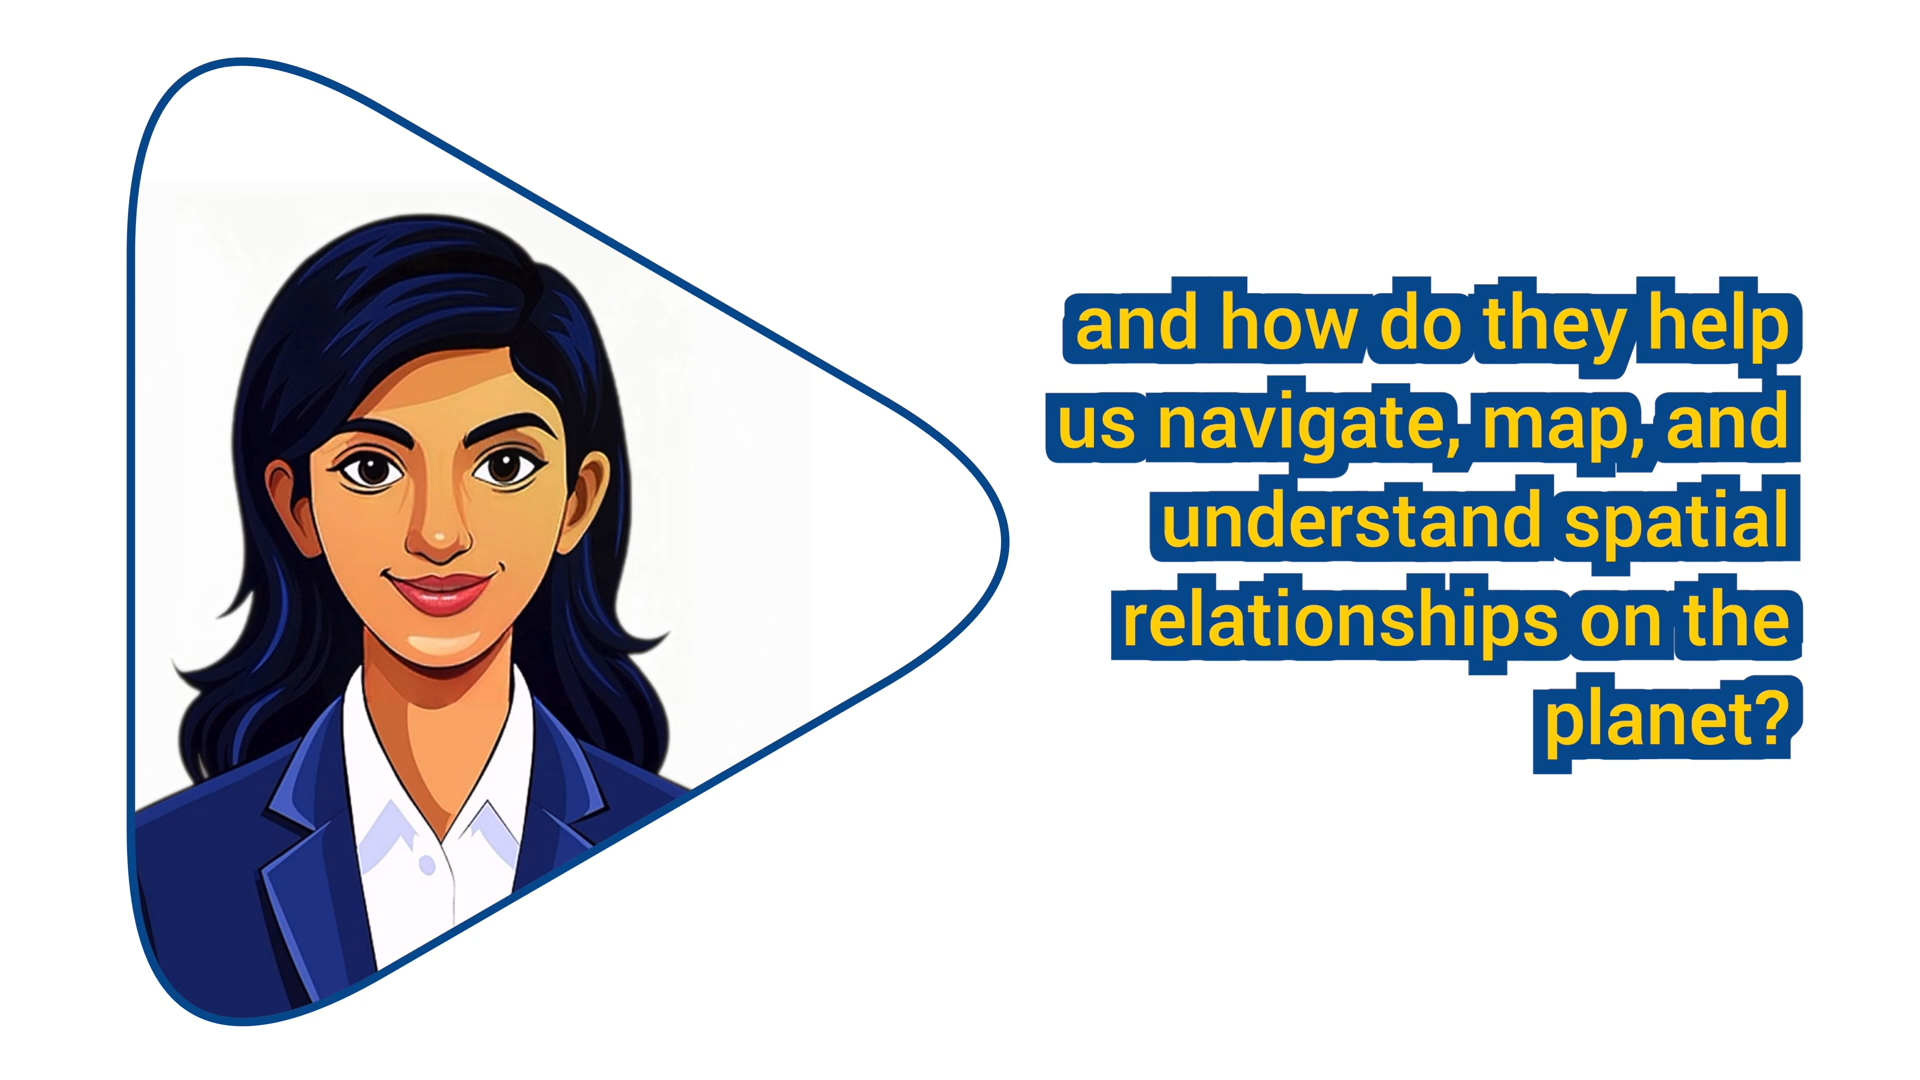 and how do they help
us navigate, map, and
understand spatial
relationships on the
planet?